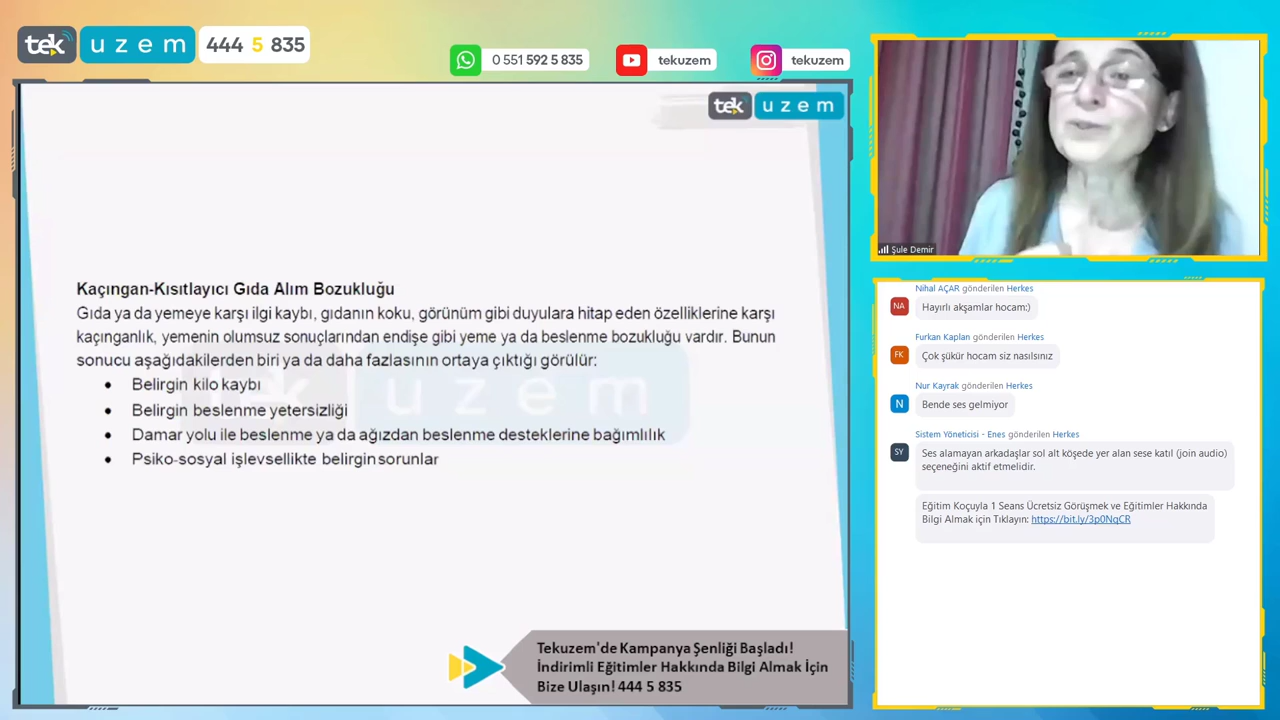 tek uzem 444 5 835
0 551 592 5 835
tekuzem
tekuzem
tek uzem
Kaçıngan-Kısıtlayıcı Gıda Alım Bozukluğu
Gıda ya da yemeye karşı ilgi kaybı, gıdanın koku, görünüm gibi duyulara hitap eden özelliklerine karşı
kaçınganlık, yemenin olumsuz sonuçlarından endişe gibi yeme ya da beslenme bozukluğu vardır. Bunun
sonucu aşağıdakilerden biri ya da daha fazlasının ortaya çıktığı görülür:
• Belirgin kilo kaybı
• Belirgin beslenme yetersizliği
• Damar yolu ile beslenme ya da ağızdan beslenme desteklerine bağımlılık
• Psiko-sosyal işlevsellikte belirgin sorunlar
tek uzem
Tekuzem'de Kampanya Şenliği Başladı!
İndirimli Eğitimler Hakkında Bilgi Almak İçin
Bize Ulaşın! 444 5 835
Şule Demir
Nihal AÇAR gönderilen Herkes
NA
Hayırlı akşamlar hocam:)
Furkan Kaplan gönderilen Herkes
FK
Çok şükür hocam siz nasılsınız
Nur Kayrak gönderilen Herkes
N
Bende ses gelmiyor
Sistem Yöneticisi - Enes gönderilen Herkes
SY
Ses alamayan arkadaşlar sol alt köşede yer alan sese katıl (join audio)
seçeneğini aktif etmelidir.
Eğitim Koçuyla 1 Seans Ücretsiz Görüşmek ve Eğitimler Hakkında
Bilgi Almak için Tıklayın: https://bit.ly/3p0NqCR